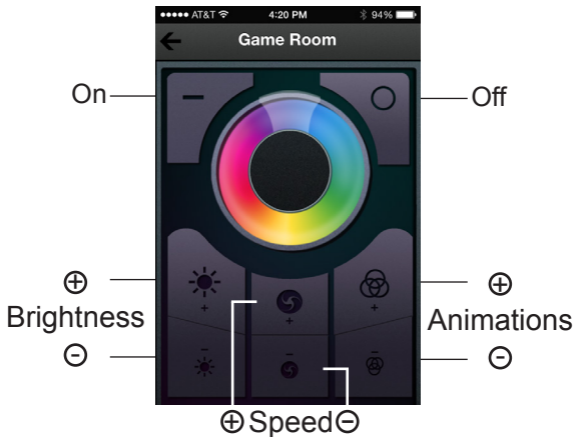 AT&T 4:20 PM 94%
Game Room
On Off
⊕ ⊕
Brightness Animations
⊖ ⊖
⊕Speed⊖